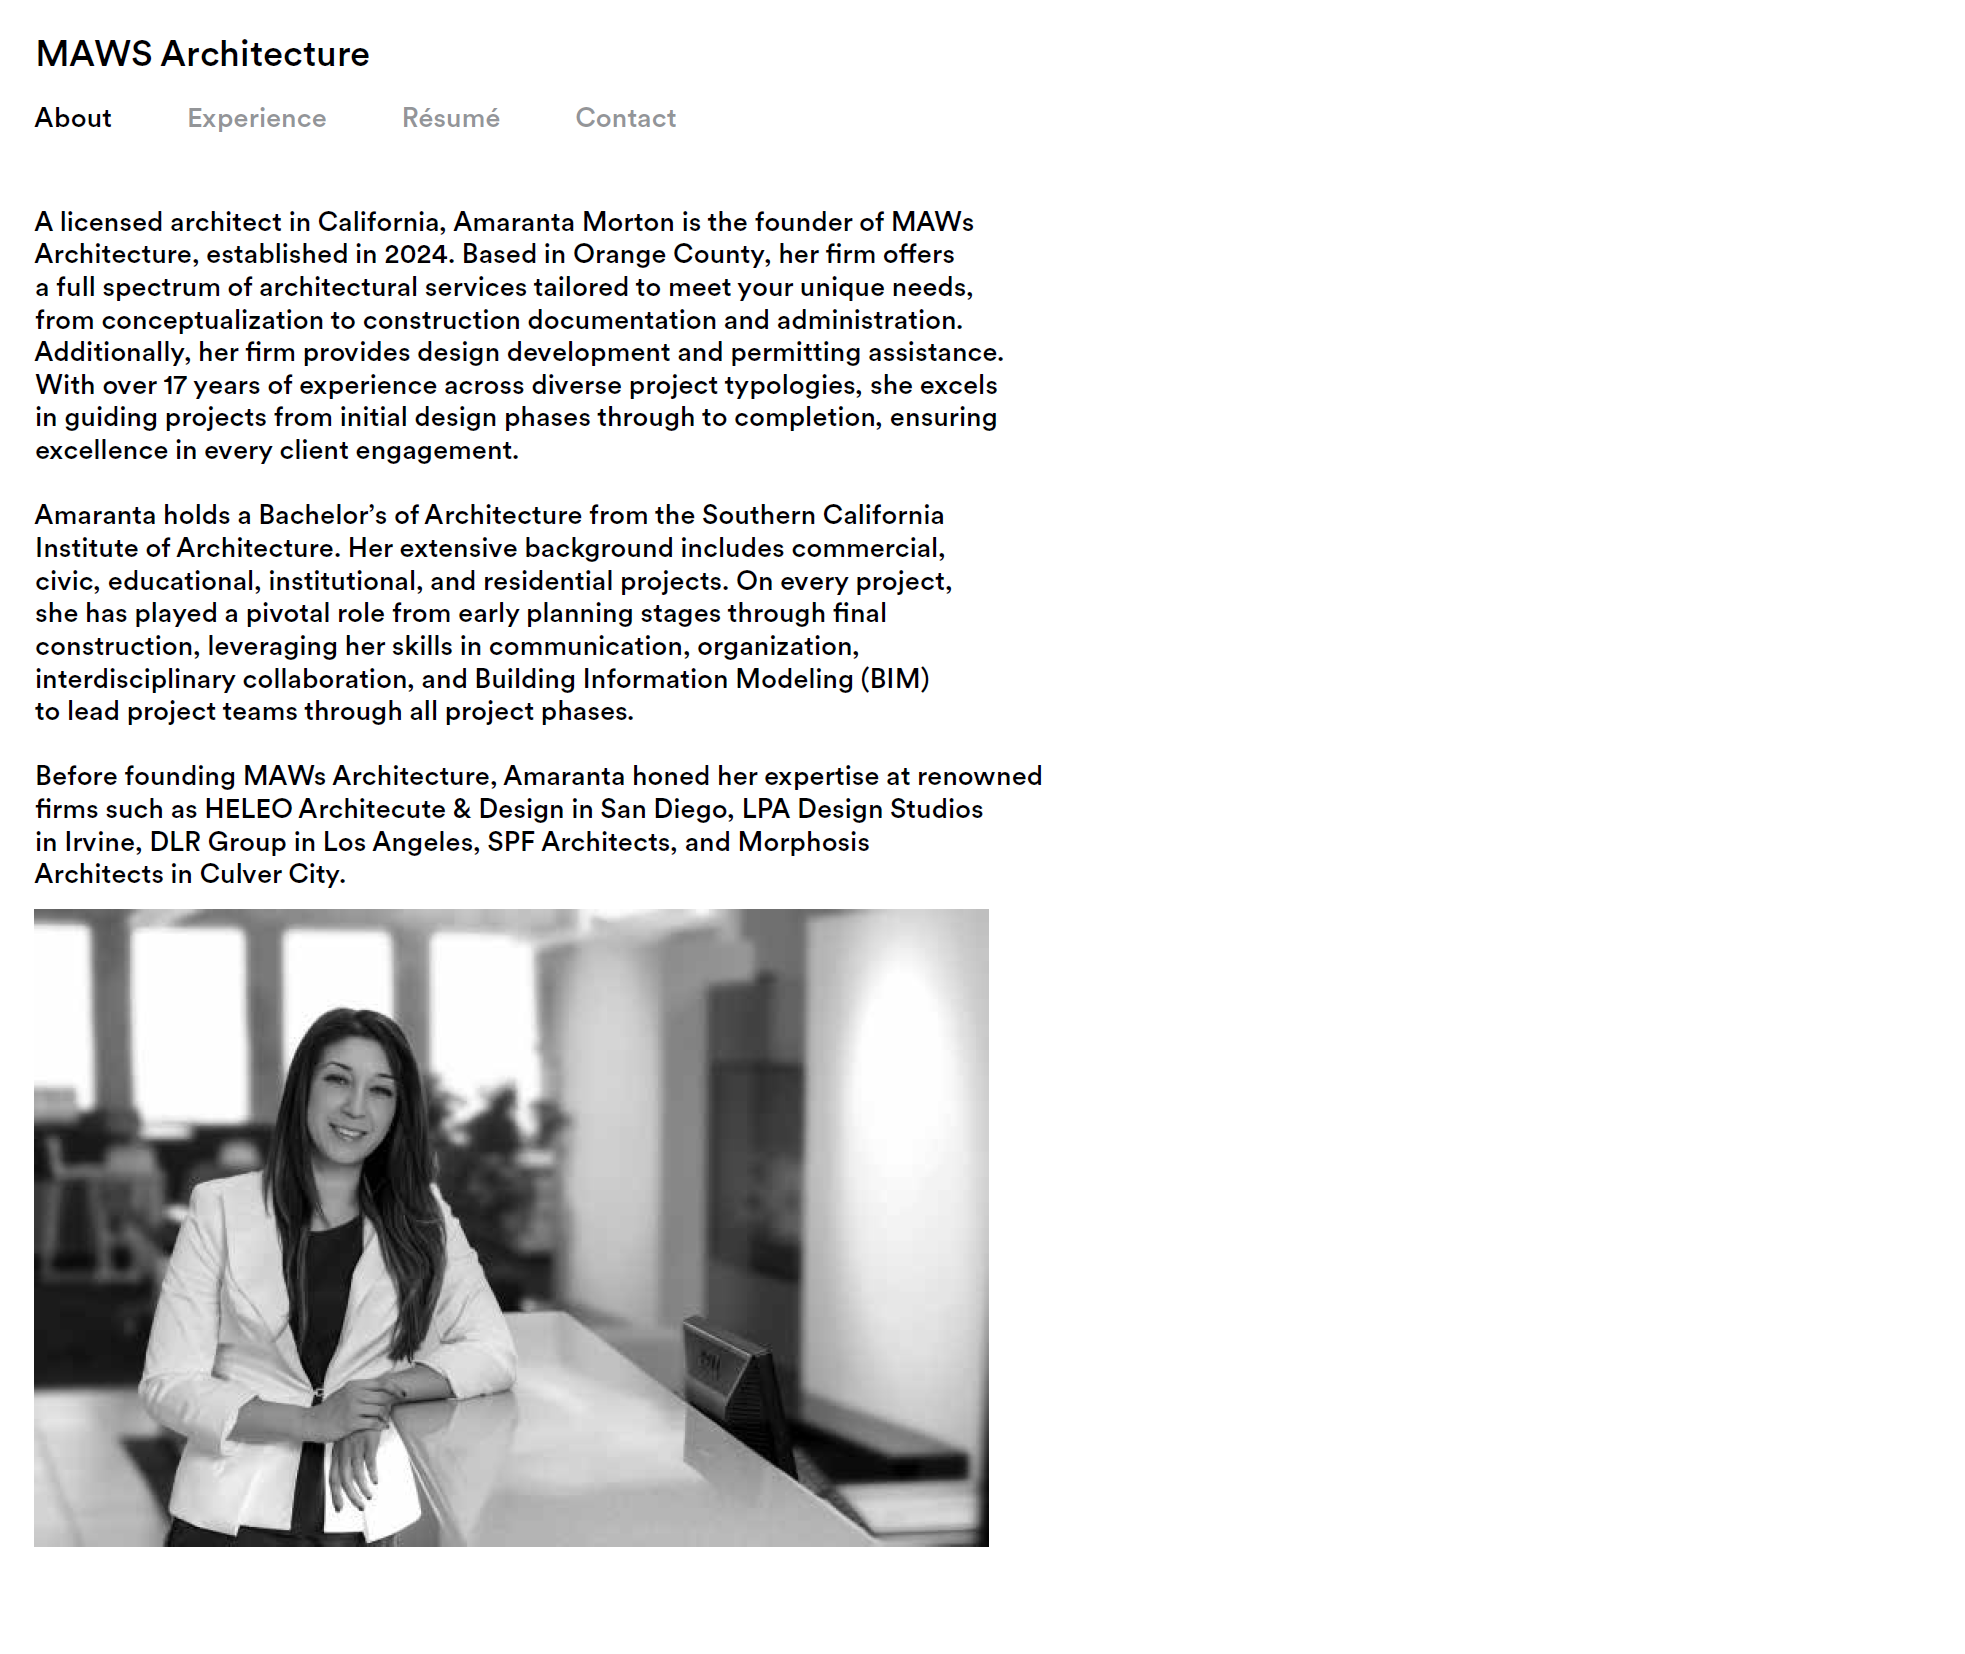 MAWS Architecture
About Experience Résumé Contact
A licensed architect in California, Amaranta Morton is the founder of MAWs
Architecture, established in 2024. Based in Orange County, her firm offers
a full spectrum of architectural services tailored to meet your unique needs,
from conceptualization to construction documentation and administration.
Additionally, her firm provides design development and permitting assistance.
With over 17 years of experience across diverse project typologies, she excels
in guiding projects from initial design phases through to completion, ensuring
excellence in every client engagement.
Amaranta holds a Bachelor’s of Architecture from the Southern California
Institute of Architecture. Her extensive background includes commercial,
civic, educational, institutional, and residential projects. On every project,
she has played a pivotal role from early planning stages through final
construction, leveraging her skills in communication, organization,
interdisciplinary collaboration, and Building Information Modeling (BIM)
to lead project teams through all project phases.
Before founding MAWs Architecture, Amaranta honed her expertise at renowned
firms such as HELEO Architecute & Design in San Diego, LPA Design Studios
in Irvine, DLR Group in Los Angeles, SPF Architects, and Morphosis
Architects in Culver City.